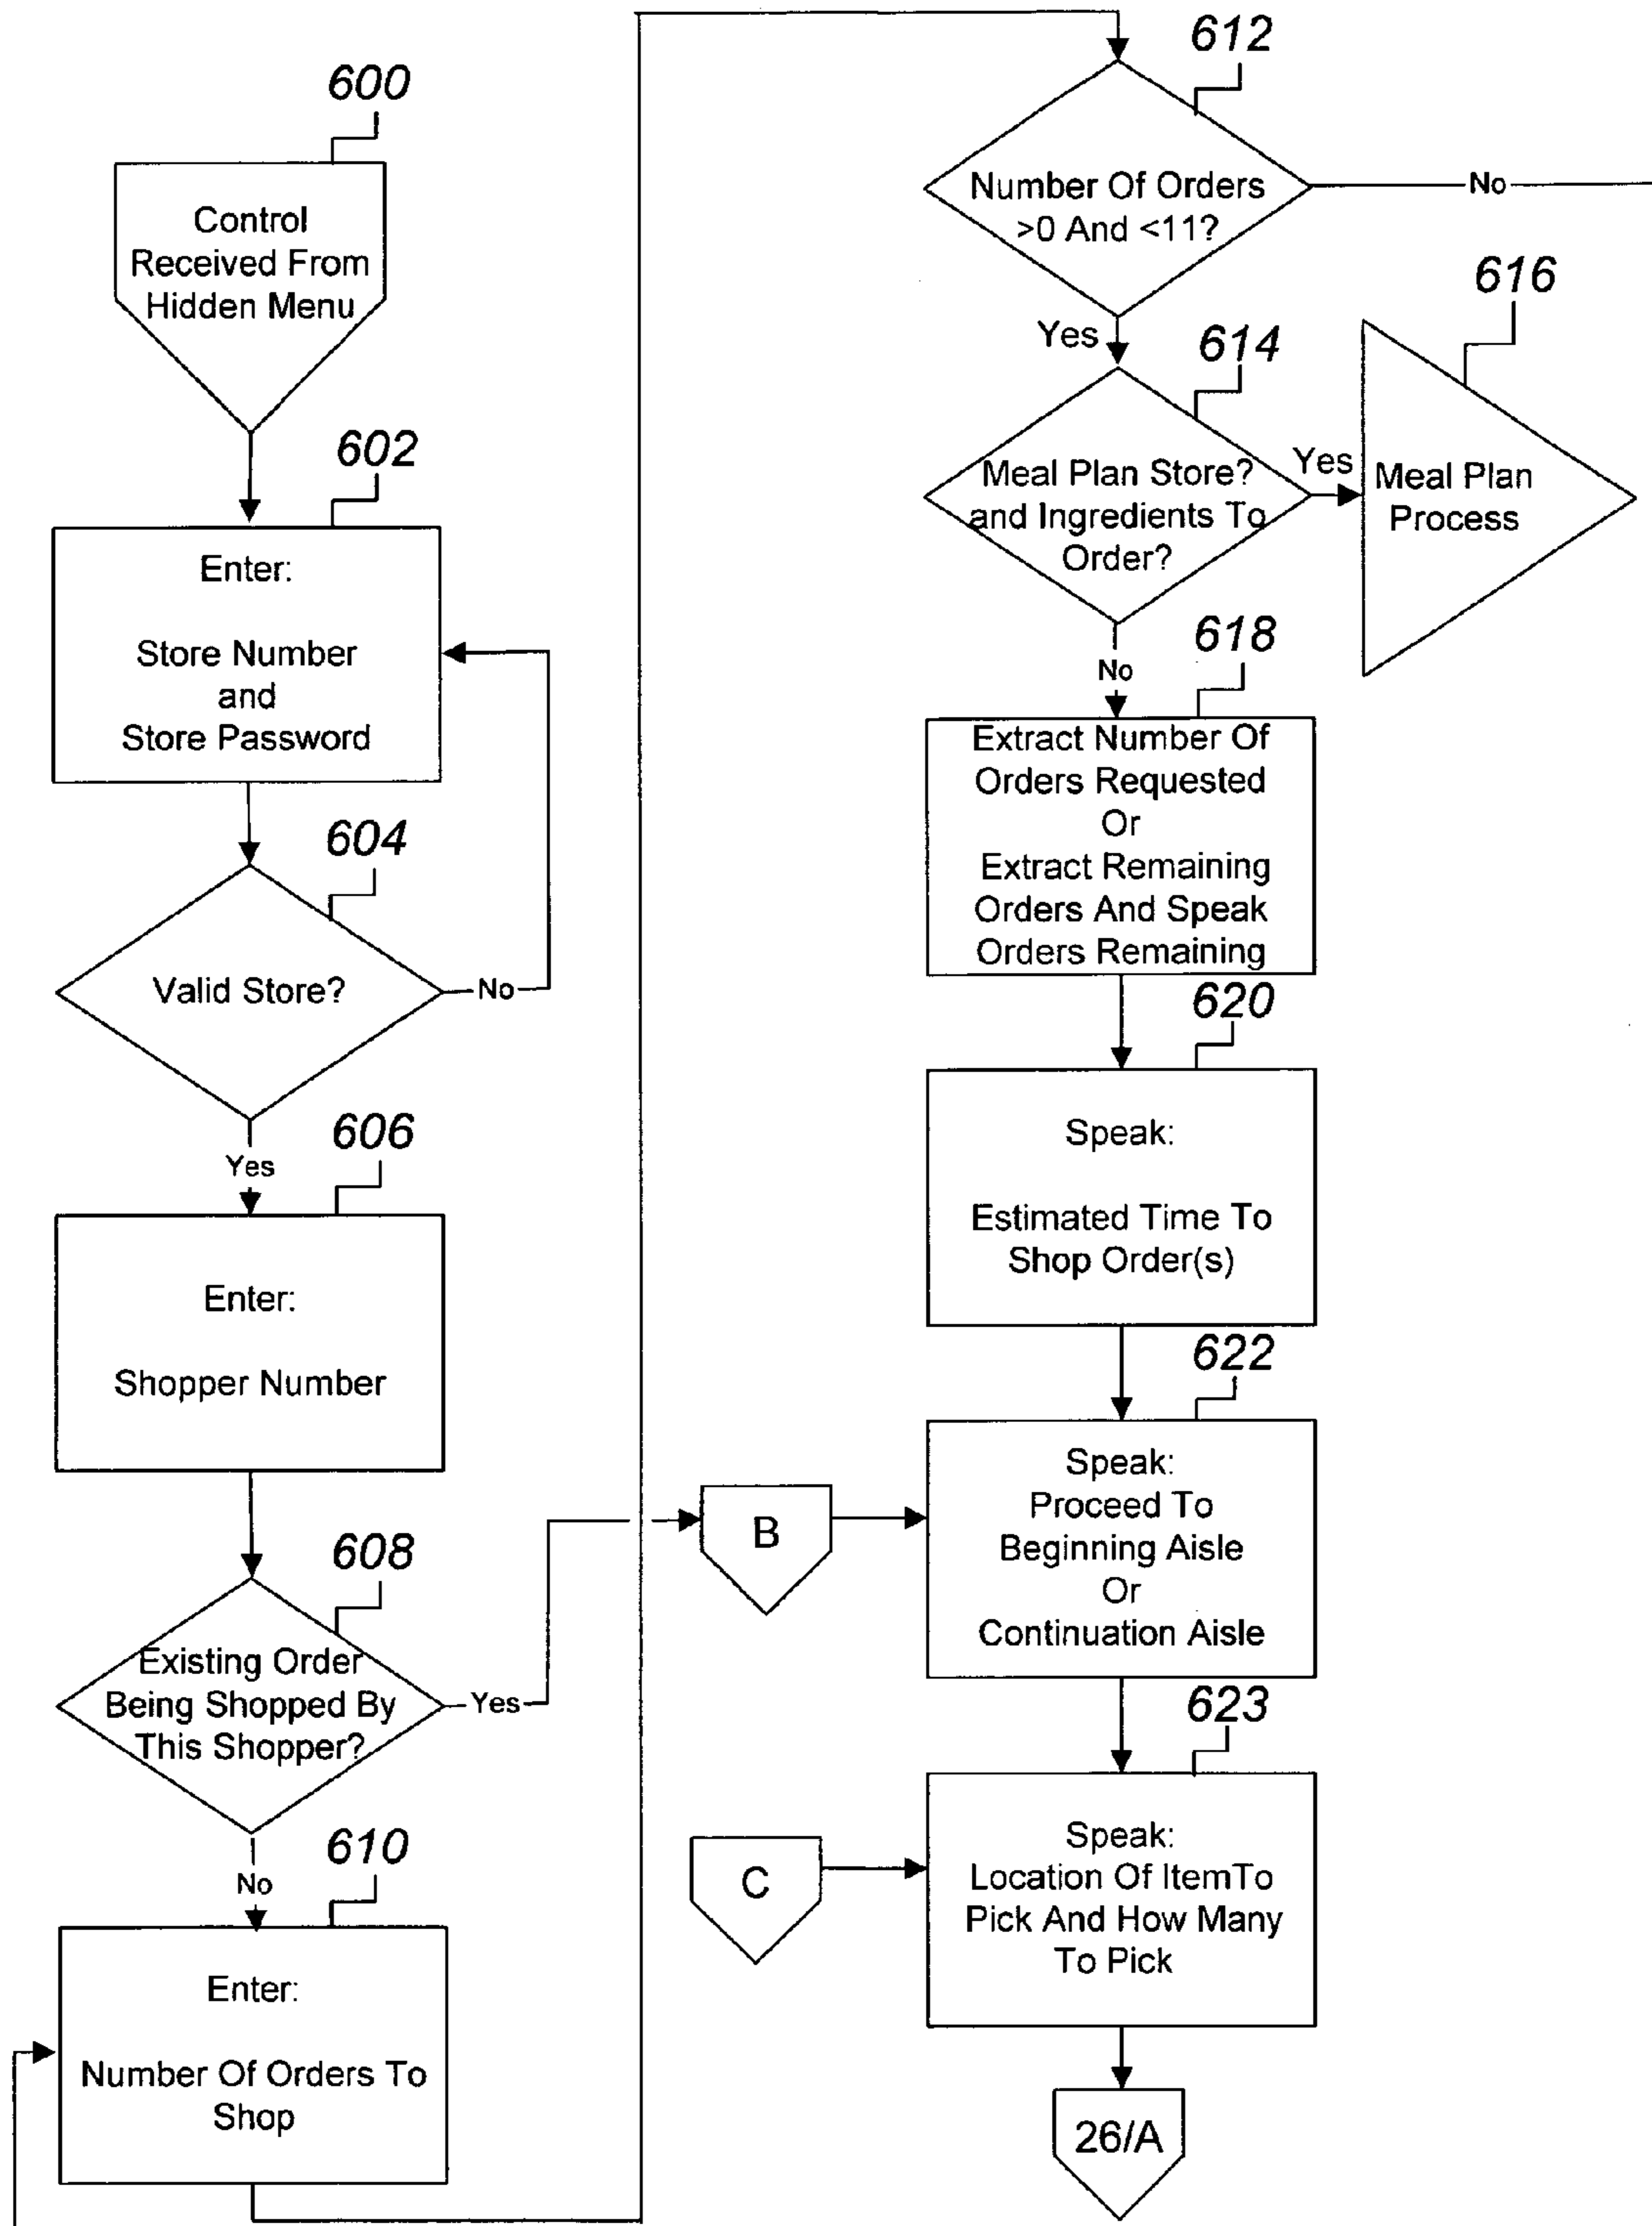 600
Control
Received From
Hidden Menu
602
Enter:
Store Number
and
Store Password
604
Valid Store?
No
Yes
606
Enter:
Shopper Number
608
Existing Order
Being Shopped By
This Shopper?
Yes
No
610
Enter:
Number Of Orders To
Shop
612
Number Of Orders
>0 And <11?
No
Yes
614
Meal Plan Store?
and Ingredients To
Order?
Yes
616
Meal Plan
Process
No
618
Extract Number Of
Orders Requested
Or
Extract Remaining
Orders And Speak
Orders Remaining
620
Speak:
Estimated Time To
Shop Order(s)
622
B
Speak:
Proceed To
Beginning Aisle
Or
Continuation Aisle
623
C
Speak:
Location Of ItemTo
Pick And How Many
To Pick
26/A